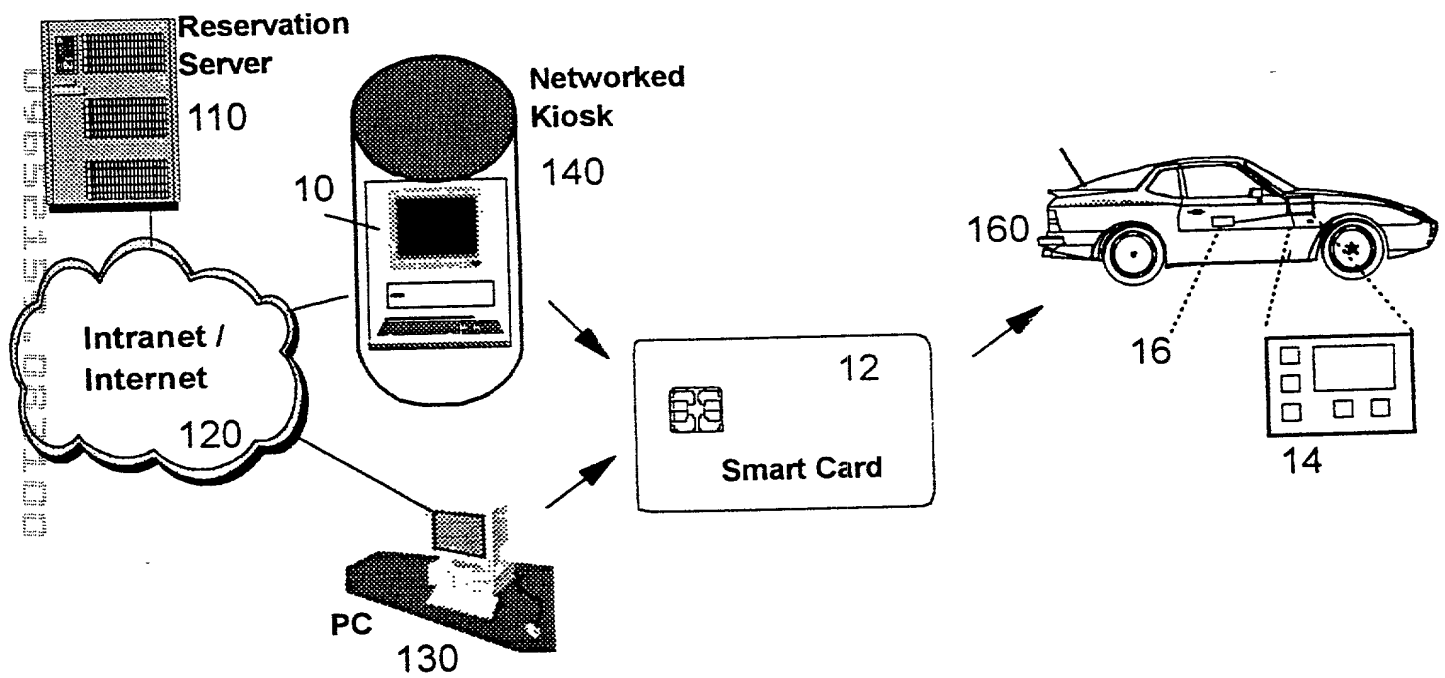 Reservation
Server
110
Networked
Kiosk
140
10
160
Intranet /
Internet
120
16
12
Smart Card
14
PC
130